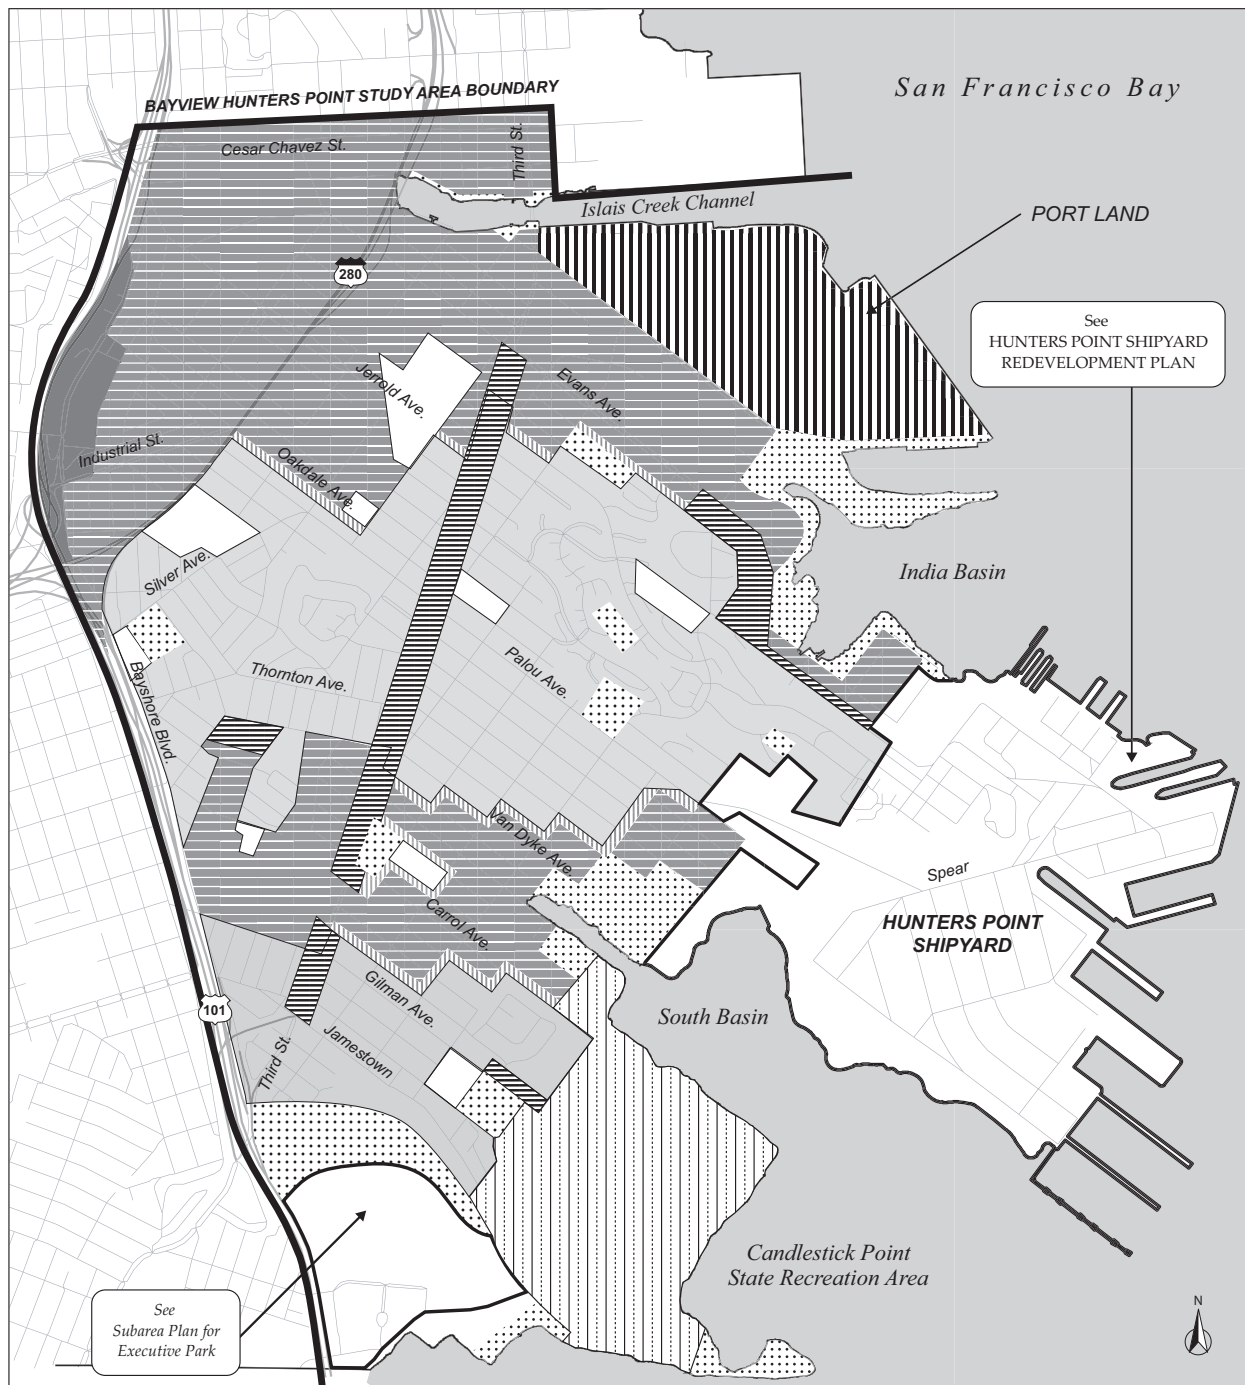 San Francisco Bay
BAYVIEW HUNTERS POINT STUDY AREA BOUNDARY
Cesar Chavez St.
Third St.
Islais Creek Channel
PORT LAND
280
See
HUNTERS POINT SHIPYARD
REDEVELOPMENT PLAN
Jerrold Ave.
Evans Ave.
Industrial St.
Oakdale Ave.
Silver Ave.
India Basin
Bayshore Blvd.
Thornton Ave.
Palou Ave.
Van Dyke Ave.
Spear
HUNTERS POINT
SHIPYARD
Carrol Ave.
Gilman Ave.
101
South Basin
Jamestown
Third St.
Candlestick Point
State Recreation Area
See
Subarea Plan for
Executive Park
N